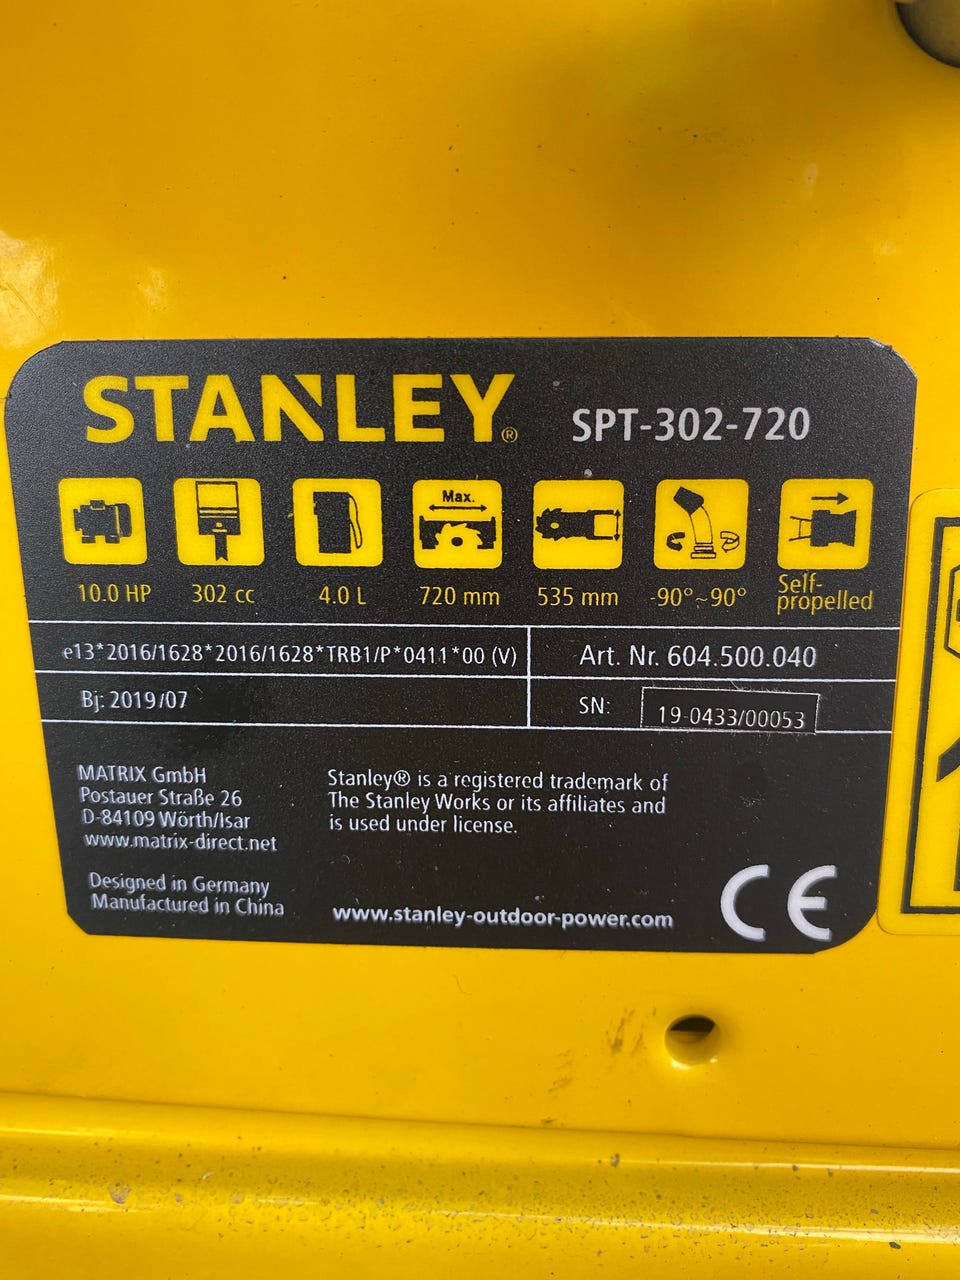 STANLEY® SPT-302-720
Max.
10.0 HP 302 cc 4.0 L 720 mm 535 mm -90°~90° Self-
propelled
e13*2016/1628*2016/1628*TRB1/P*0411*00 (V) Art. Nr. 604.500.040
Bj: 2019/07 SN: 19-0433/00053
MATRIX GmbH
Postauer Straße 26
D-84109 Wörth/Isar
www.matrix-direct.net
Designed in Germany
Manufactured in China
Stanley® is a registered trademark of
The Stanley Works or its affiliates and
is used under license.
www.stanley-outdoor-power.com
CE